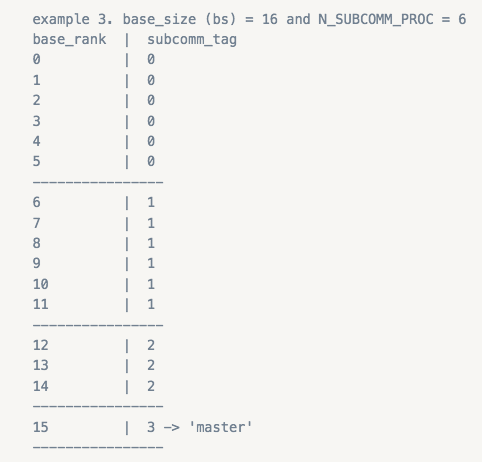 example 3. base_size (bs) = 16 and N_SUBCOMM_PROC = 6
base_rank | subcomm_tag
0 | 0
1 | 0
2 | 0
3 | 0
4 | 0
5 | 0
----------------
6 | 1
7 | 1
8 | 1
9 | 1
10 | 1
11 | 1
----------------
12 | 2
13 | 2
14 | 2
----------------
15 | 3 -> 'master'
----------------